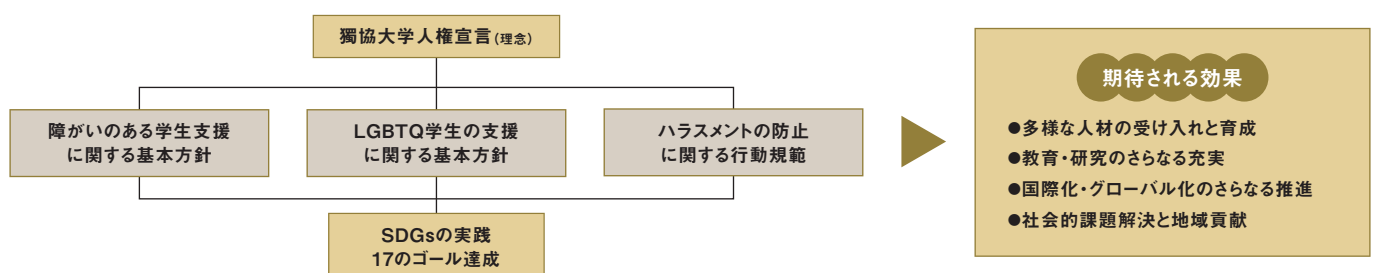 獨協大学人権宣言(理念)
障がいのある学生支援
に関する基本方針
LGBTQ学生の支援
に関する基本方針
ハラスメントの防止
に関する行動規範
SDGsの実践
17のゴール達成
期待される効果
●多様な人材の受け入れと育成
●教育・研究のさらなる充実
●国際化・グローバル化のさらなる推進
●社会的課題解決と地域貢献